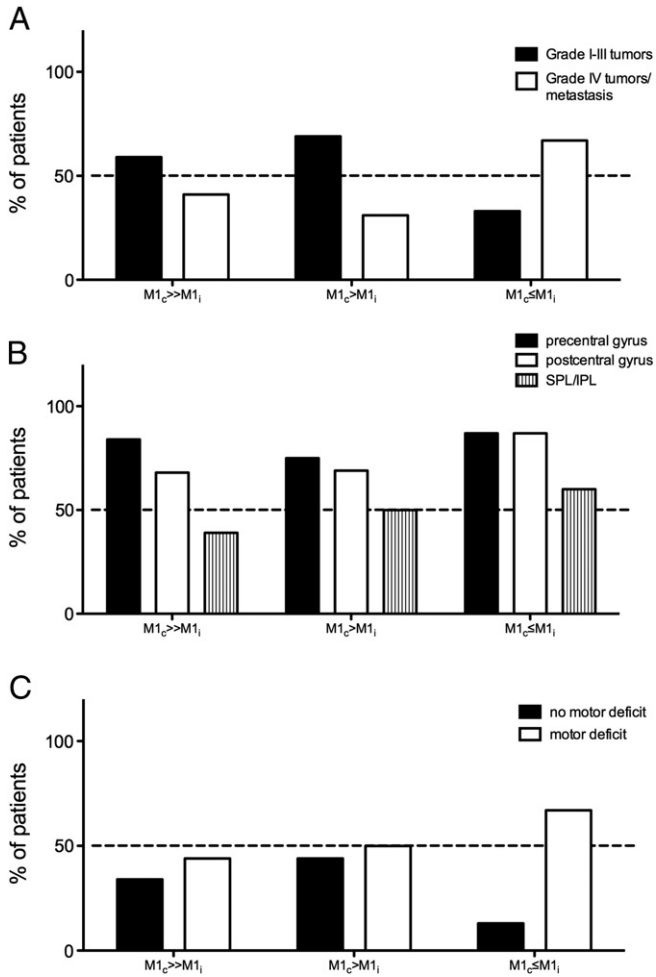 A
% of patients
100
50
0
Grade I-III tumors
Grade IV tumors/
metastasis
M1c>>M1i
M1c>M1i
M1c≤M1i
B
% of patients
100
50
0
precentral gyrus
postcentral gyrus
SPL/IPL
M1c>>M1i
M1c>M1i
M1c≤M1i
C
% of patients
100
50
0
no motor deficit
motor deficit
M1c>>M1i
M1c>M1i
M1c≤M1i